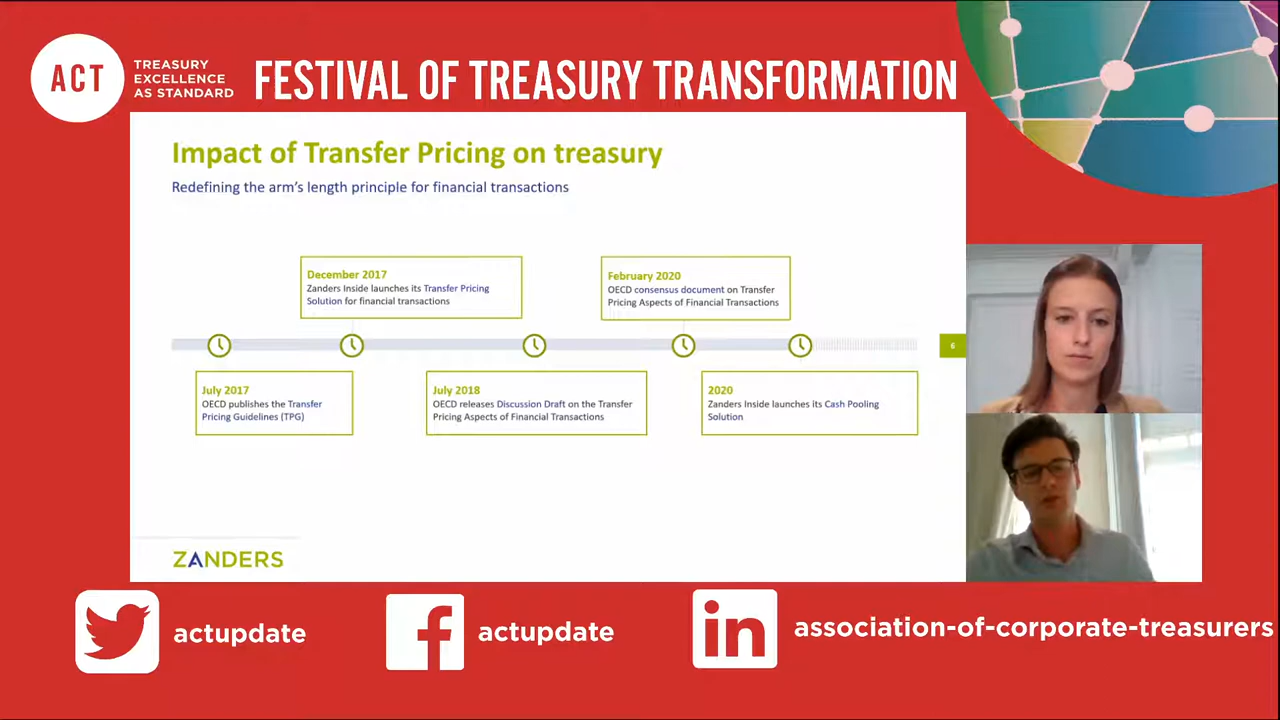 ACT
TREASURY
EXCELLENCE
AS STANDARD
FESTIVAL OF TREASURY TRANSFORMATION
Impact of Transfer Pricing on treasury
Redefining the arm's length principle for financial transactions
December 2017
Zanders Inside launches its Transfer Pricing
Solution for financial transactions
February 2020
OECD consensus document on Transfer
Pricing Aspects of Financial Transactions
6
July 2017
OECD publishes the Transfer
Pricing Guidelines (TPG)
July 2018
OECD releases Discussion Draft on the Transfer
Pricing Aspects of Financial Transactions
2020
Zanders Inside launches its Cash Pooling
Solution
ZANDERS
actupdate
f
actupdate
in
association-of-corporate-treasurers